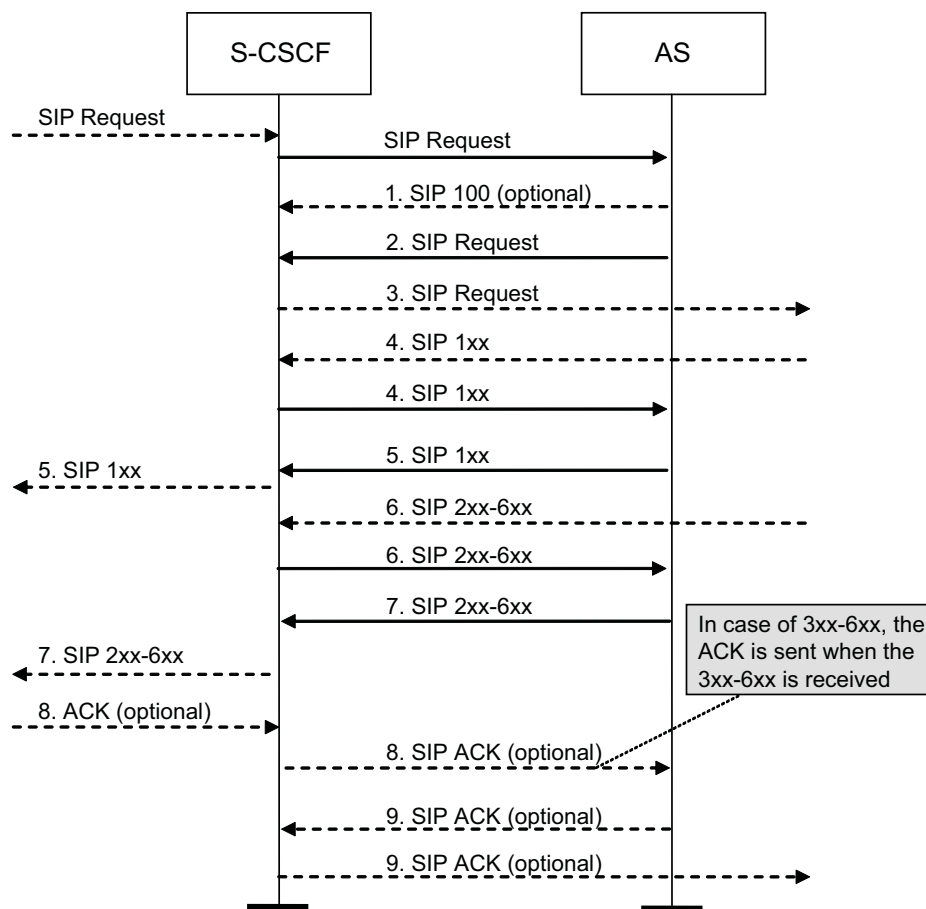 S-CSCF
AS
SIP Request
SIP Request
1. SIP 100 (optional)
2. SIP Request
3. SIP Request
4. SIP 1xx
4. SIP 1xx
5. SIP 1xx
5. SIP 1xx
6. SIP 2xx-6xx
6. SIP 2xx-6xx
7. SIP 2xx-6xx
In case of 3xx-6xx, the
ACK is sent when the
3xx-6xx is received
7. SIP 2xx-6xx
8. ACK (optional)
8. SIP ACK (optional)
9. SIP ACK (optional)
9. SIP ACK (optional)